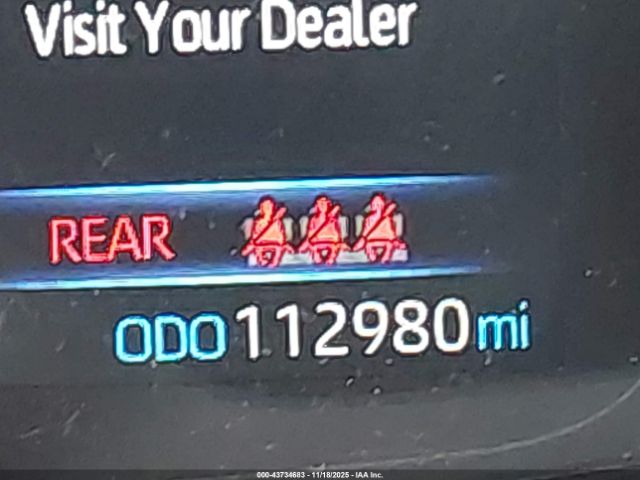 Visit Your Dealer
REAR
ODO 112980 mi
000-43734683 - 11/18/2025 - IAA Inc.